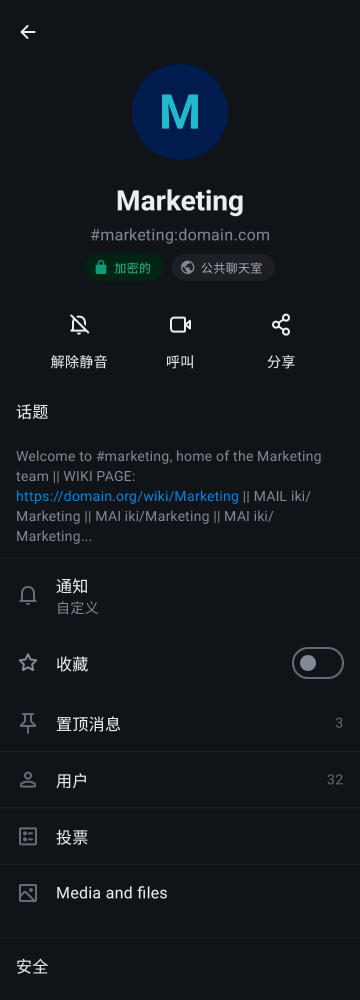 M
Marketing
#marketing:domain.com
加密的
公共聊天室
解除静音
呼叫
分享
话题
Welcome to #marketing, home of the Marketing
team || WIKI PAGE:
https://domain.org/wiki/Marketing || MAIL iki/
Marketing || MAI iki/Marketing || MAI iki/
Marketing...
通知
自定义
收藏
置顶消息
3
用户
32
投票
Media and files
安全